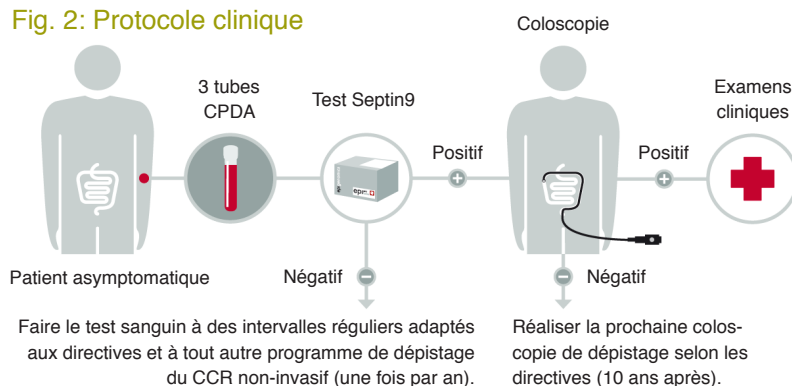 Fig. 2: Protocole clinique
Coloscopie
3 tubes
CPDA
Test Septin9
Examens
cliniques
Positif
Positif
Patient asymptomatique
Négatif
Négatif
Faire le test sanguin à des intervalles réguliers adaptés
aux directives et à tout autre programme de dépistage
du CCR non-invasif (une fois par an).
Réaliser la prochaine colos-
copie de dépistage selon les
directives (10 ans après).